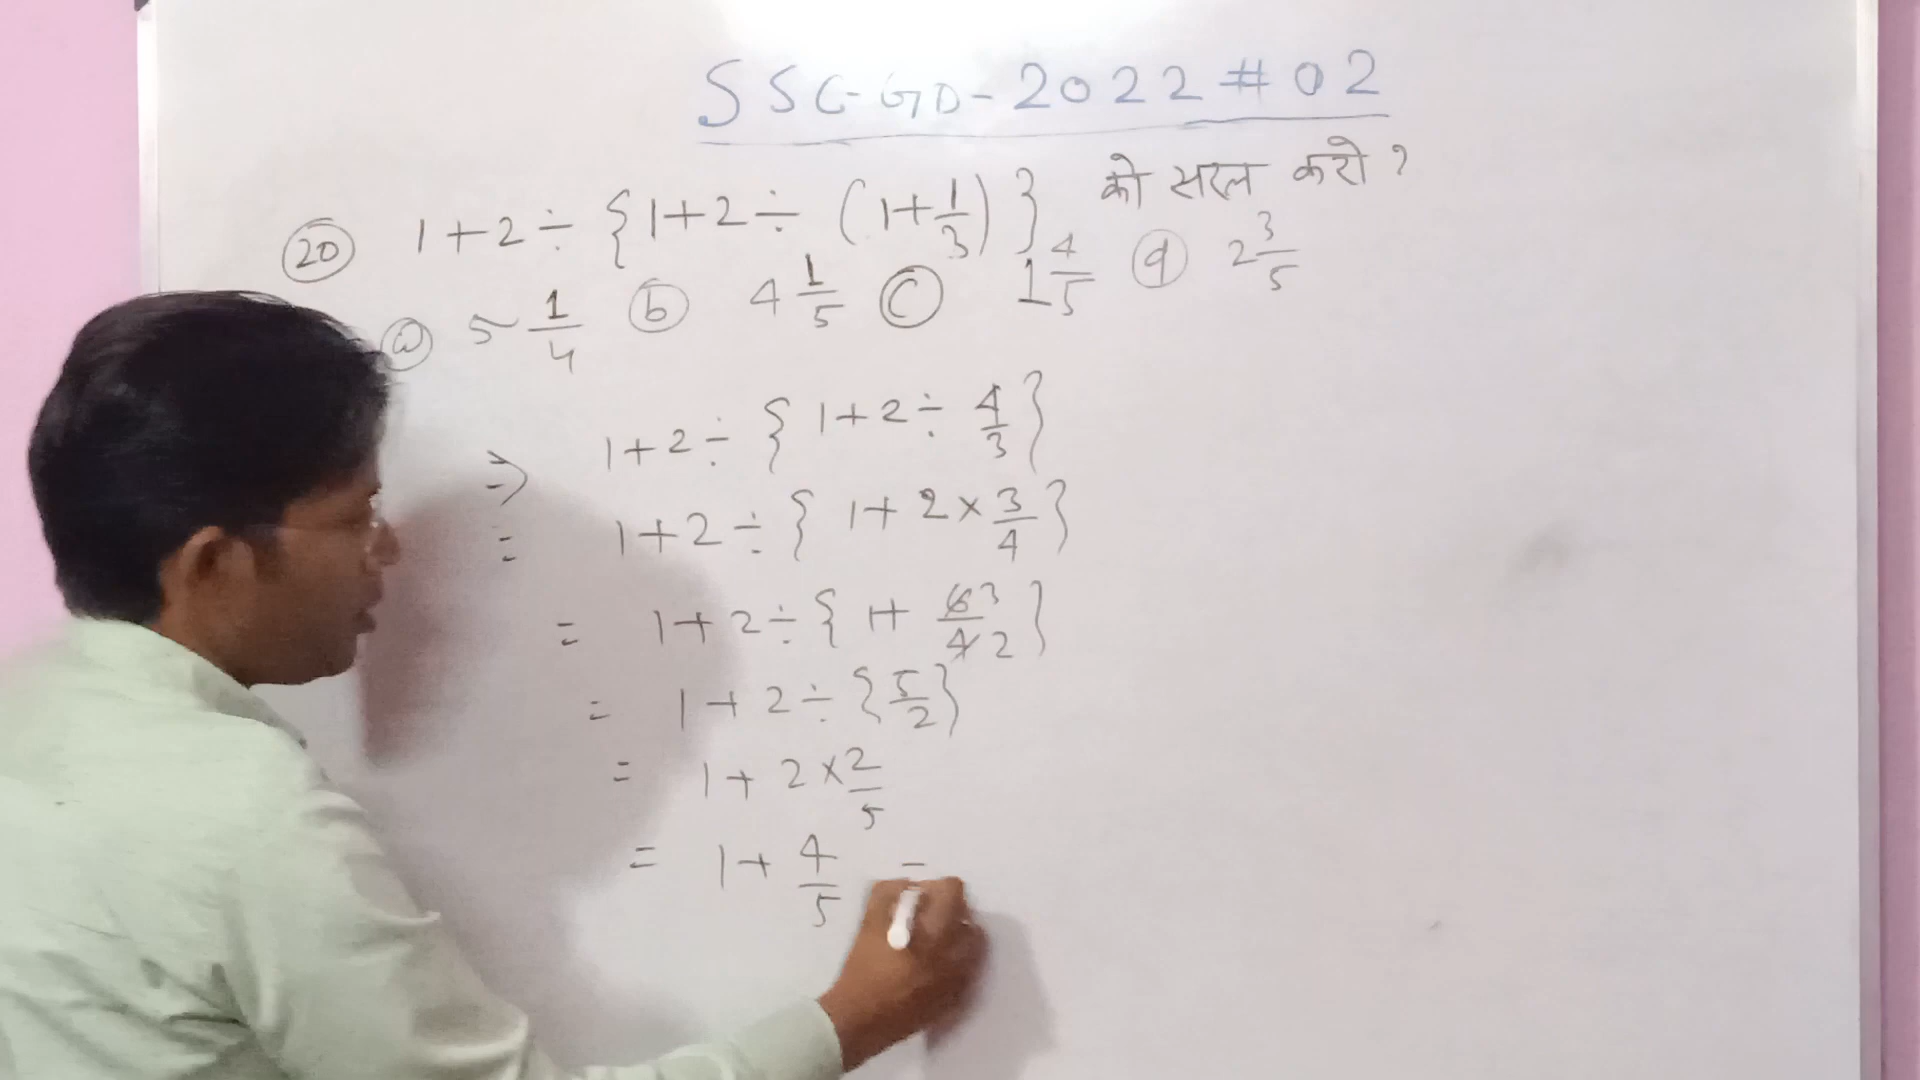 SSC-GD-2022 #02
20 1+2÷{1+2÷(1+1/3)} को सरल करो ?
a 5 1/4 b 4 1/5 c 1 4/5 d 2 3/5
⇒ 1+2÷{1+2÷4/3}
= 1+2÷{1+2×3/4}
= 1+2÷{1+6/4 3/2}
= 1+2÷{5/2}
= 1+2×2/5
= 1+4/5 =